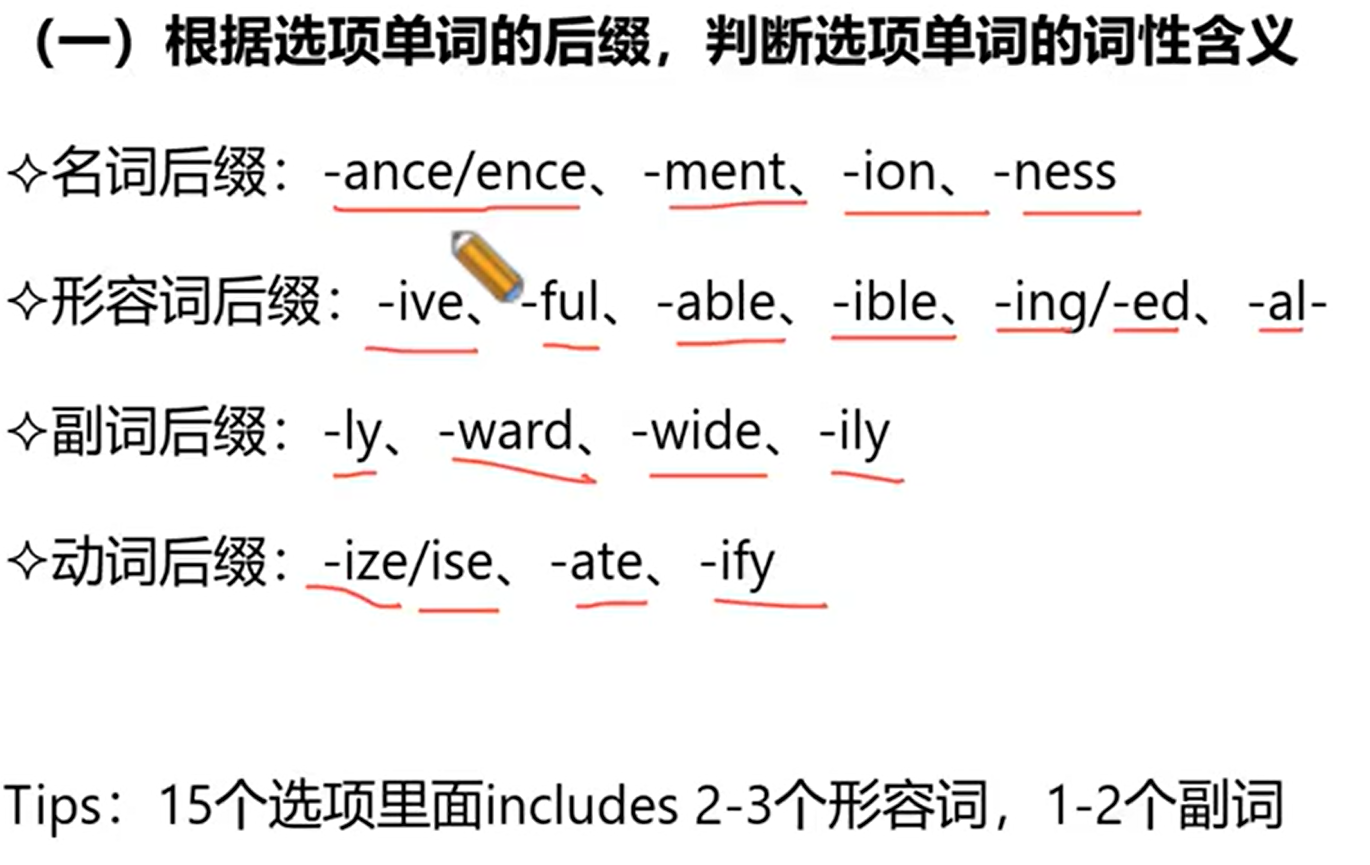 （一）根据选项单词的后缀，判断选项单词的词性含义
✧名词后缀：-ance/ence、-ment、-ion、-ness
✧形容词后缀：-ive、-ful、-able、-ible、-ing/-ed、-al-
✧副词后缀：-ly、-ward、-wide、-ily
✧动词后缀：-ize/ise、-ate、-ify
Tips：15个选项里面includes 2-3个形容词，1-2个副词